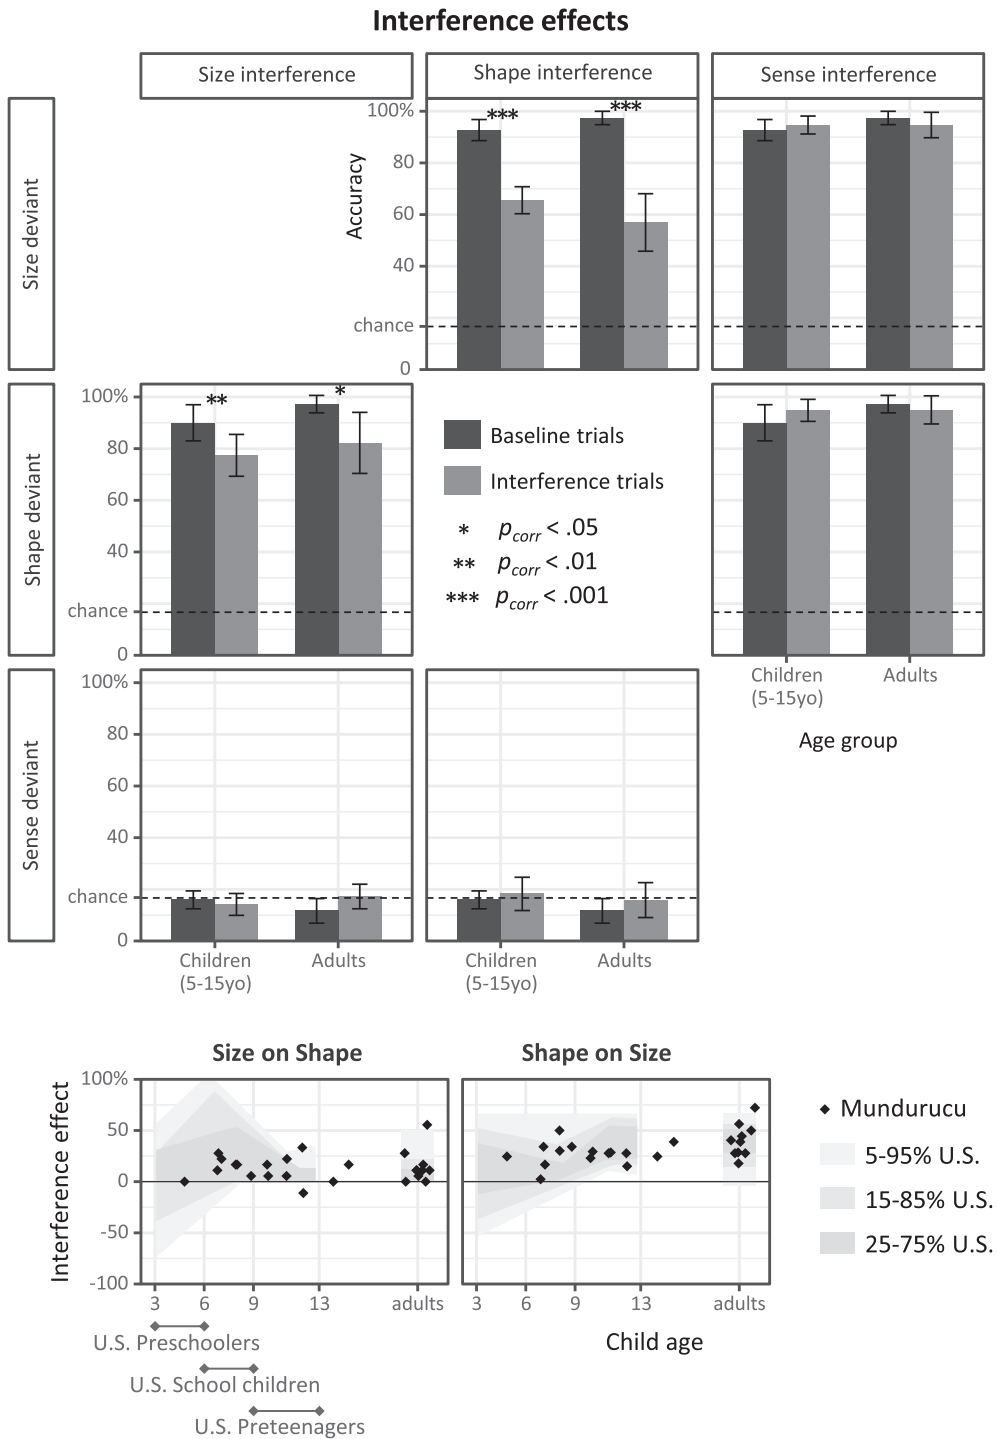 Interference effects
Size interference
Shape interference
Sense interference
Size deviant
Accuracy
100%
80
60
40
chance
0
***
***
Shape deviant
100%
80
60
40
chance
0
**
*
Baseline trials
Interference trials
* pcorr < .05
** pcorr < .01
*** pcorr < .001
Children
(5-15yo)
Adults
Age group
Sense deviant
100%
80
60
40
chance
0
Children
(5-15yo)
Adults
Children
(5-15yo)
Adults
Size on Shape
Shape on Size
Interference effect
100%
50
0
-50
-100
3 6 9 13 adults
3 6 9 13 adults
Child age
U.S. Preschoolers
U.S. School children
U.S. Preteenagers
Mundurucu
5-95% U.S.
15-85% U.S.
25-75% U.S.